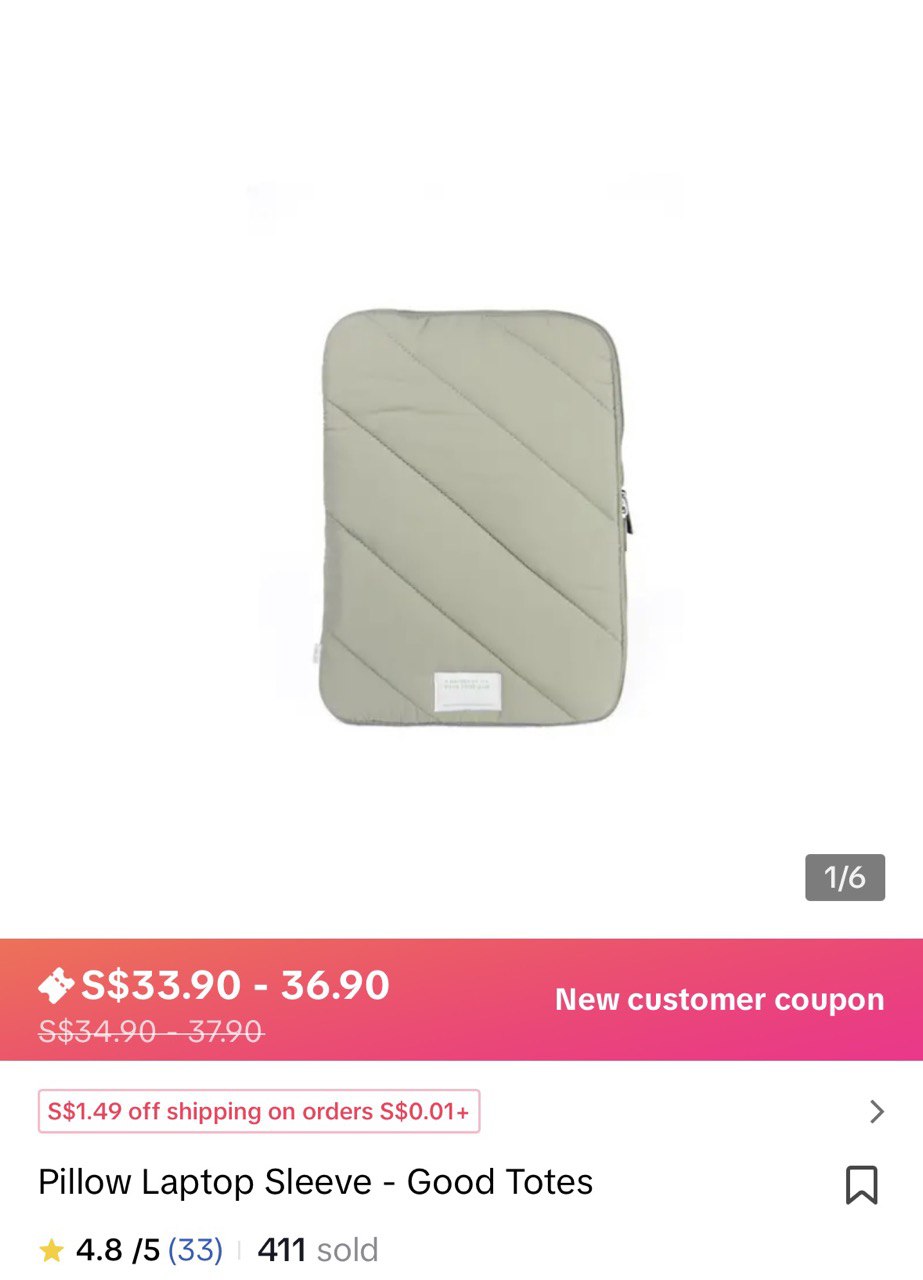 1/6
S$33.90 - 36.90
New customer coupon
S$34.90 - 37.90
S$1.49 off shipping on orders S$0.01+
Pillow Laptop Sleeve - Good Totes
4.8 /5 (33)
411 sold